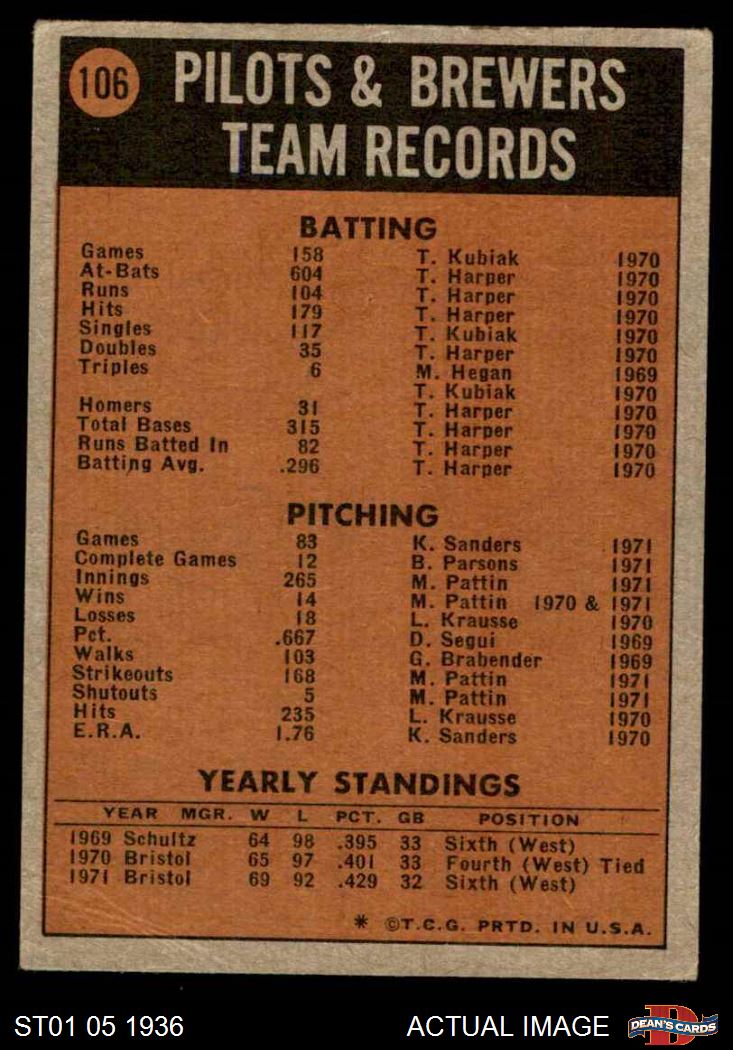 106 PILOTS & BREWERS
TEAM RECORDS
BATTING
Games 158 T. Kubiak 1970
At-Bats 604 T. Harper 1970
Runs 104 T. Harper 1970
Hits 179 T. Harper 1970
Singles 117 T. Kubiak 1970
Doubles 35 T. Harper 1970
Triples 6 M. Hegan 1969
T. Kubiak 1970
Homers 31 T. Harper 1970
Total Bases 315 T. Harper 1970
Runs Batted In 82 T. Harper 1970
Batting Avg. .296 T. Harper 1970
PITCHING
Games 83 K. Sanders 1971
Complete Games 12 B. Parsons 1971
Innings 265 M. Pattin 1971
Wins 14 M. Pattin 1970 & 1971
Losses 18 L. Krausse 1970
Pct. .667 D. Segui 1969
Walks 103 G. Brabender 1969
Strikeouts 168 M. Pattin 1971
Shutouts 5 M. Pattin 1971
Hits 235 L. Krausse 1970
E.R.A. 1.76 K. Sanders 1970
YEARLY STANDINGS
YEAR MGR. W L PCT. GB POSITION
1969 Schultz 64 98 .395 33 Sixth (West)
1970 Bristol 65 97 .401 33 Fourth (West) Tied
1971 Bristol 69 92 .429 32 Sixth (West)
* ©T.C.G. PRTD. IN U.S.A.
ST01 05 1936 ACTUAL IMAGE DEAN'S CARDS